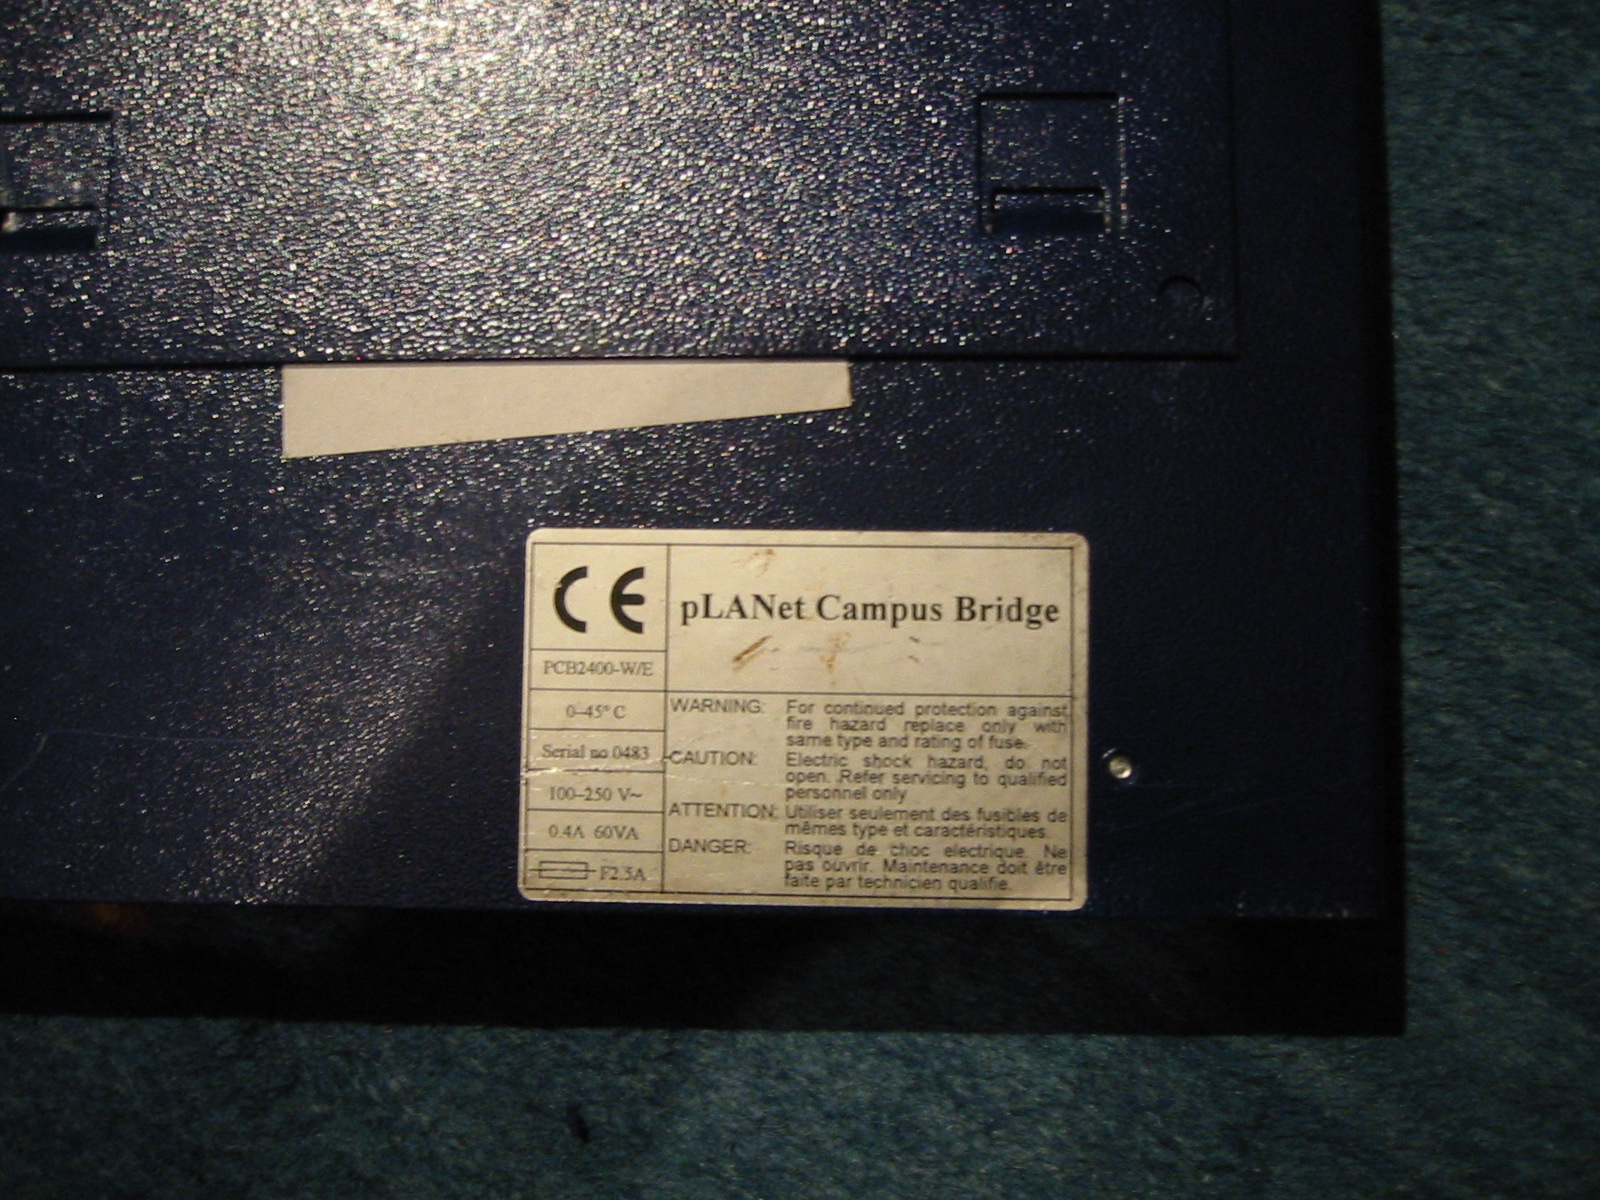 CE
pLANet Campus Bridge
PCB2400-W/E
0-45° C
Serial no 0483
100-250 V~
0.4A 60VA
F2.5A
WARNING: For continued protection against
fire hazard replace only with
same type and rating of fuse.
CAUTION: Electric shock hazard, do not
open. Refer servicing to qualified
personnel only
ATTENTION: Utiliser seulement des fusibles de
mêmes type et caractéristiques.
DANGER: Risque de choc electrique. Ne
pas ouvrir. Maintenance doit être
faite par technicien qualifie.